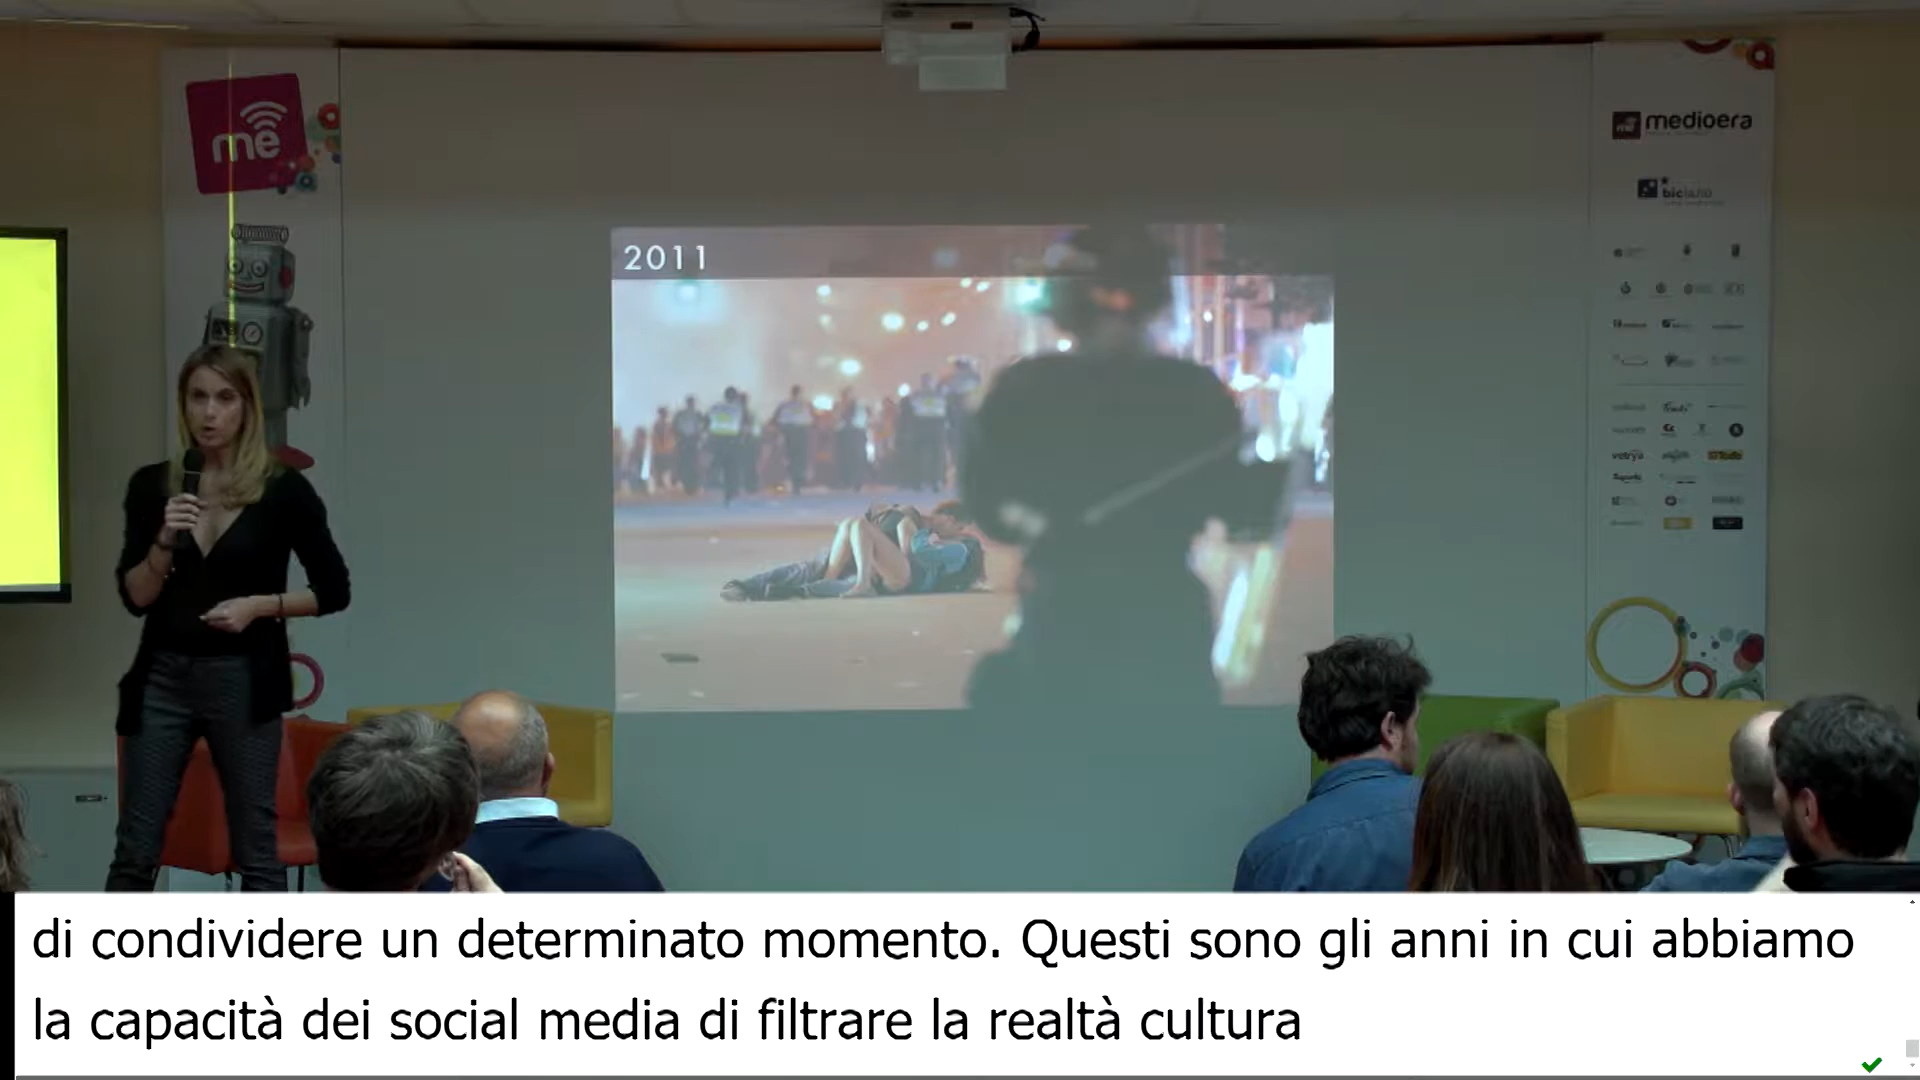 me
medioera
2011
vetrya
di condividere un determinato momento. Questi sono gli anni in cui abbiamo
la capacità dei social media di filtrare la realtà cultura